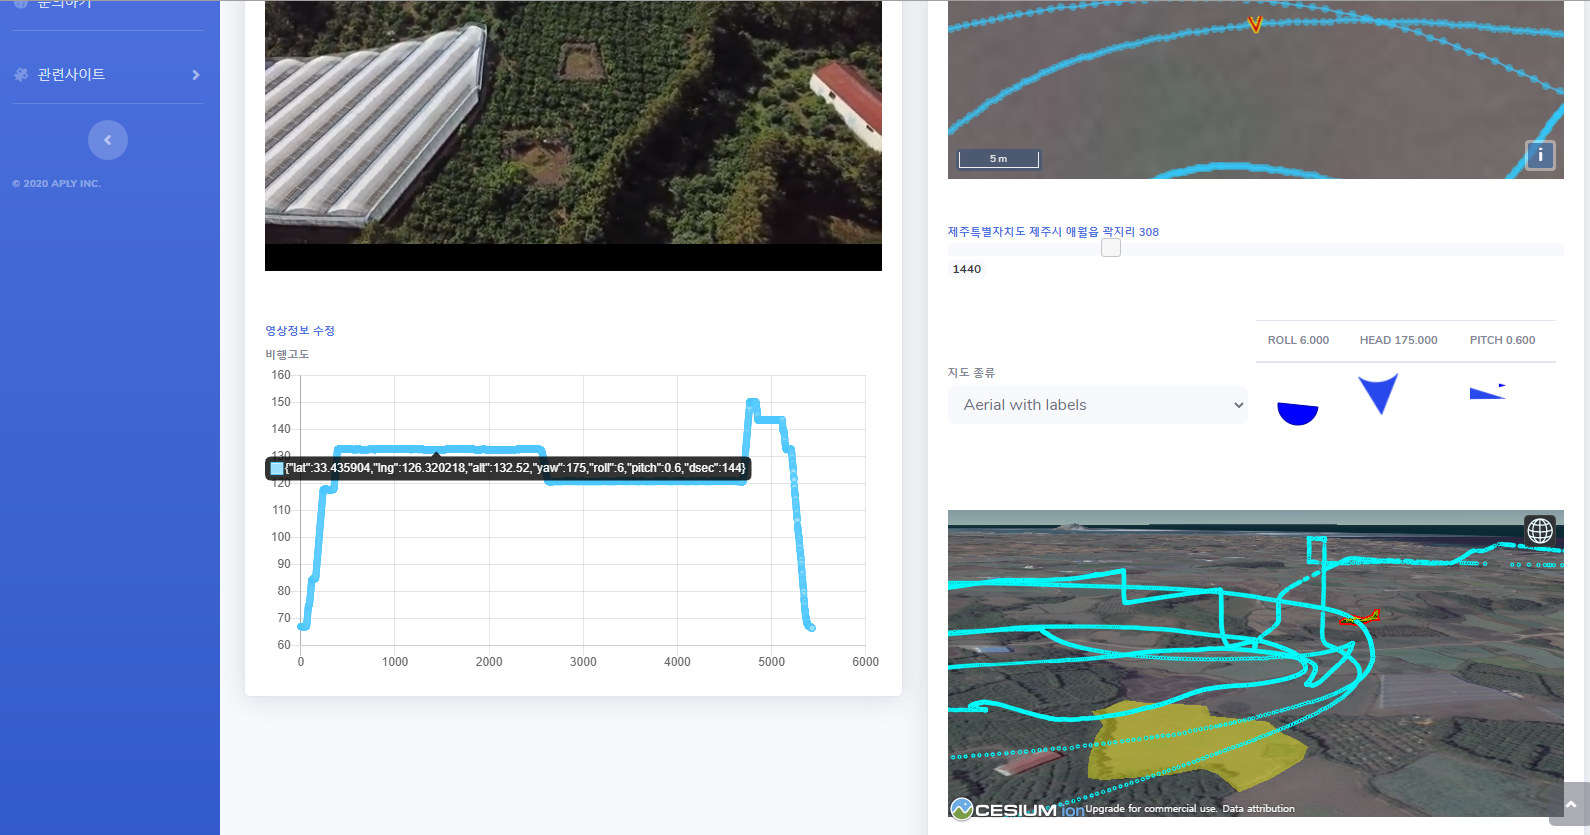 문의하기
관련사이트
© 2020 APLY INC.
영상정보 수정
비행고도
160
150
140
130
{"lat":33.435904,"lng":126.320218,"alt":132.52,"yaw":175,"roll":6,"pitch":0.6,"dsec":144}
120
110
100
90
80
70
60
0 1000 2000 3000 4000 5000 6000
5 m
i
제주특별자치도 제주시 애월읍 곽지리 308
1440
ROLL 6.000 HEAD 175.000 PITCH 0.600
지도 종류
Aerial with labels
CESIUM ion Upgrade for commercial use. Data attribution